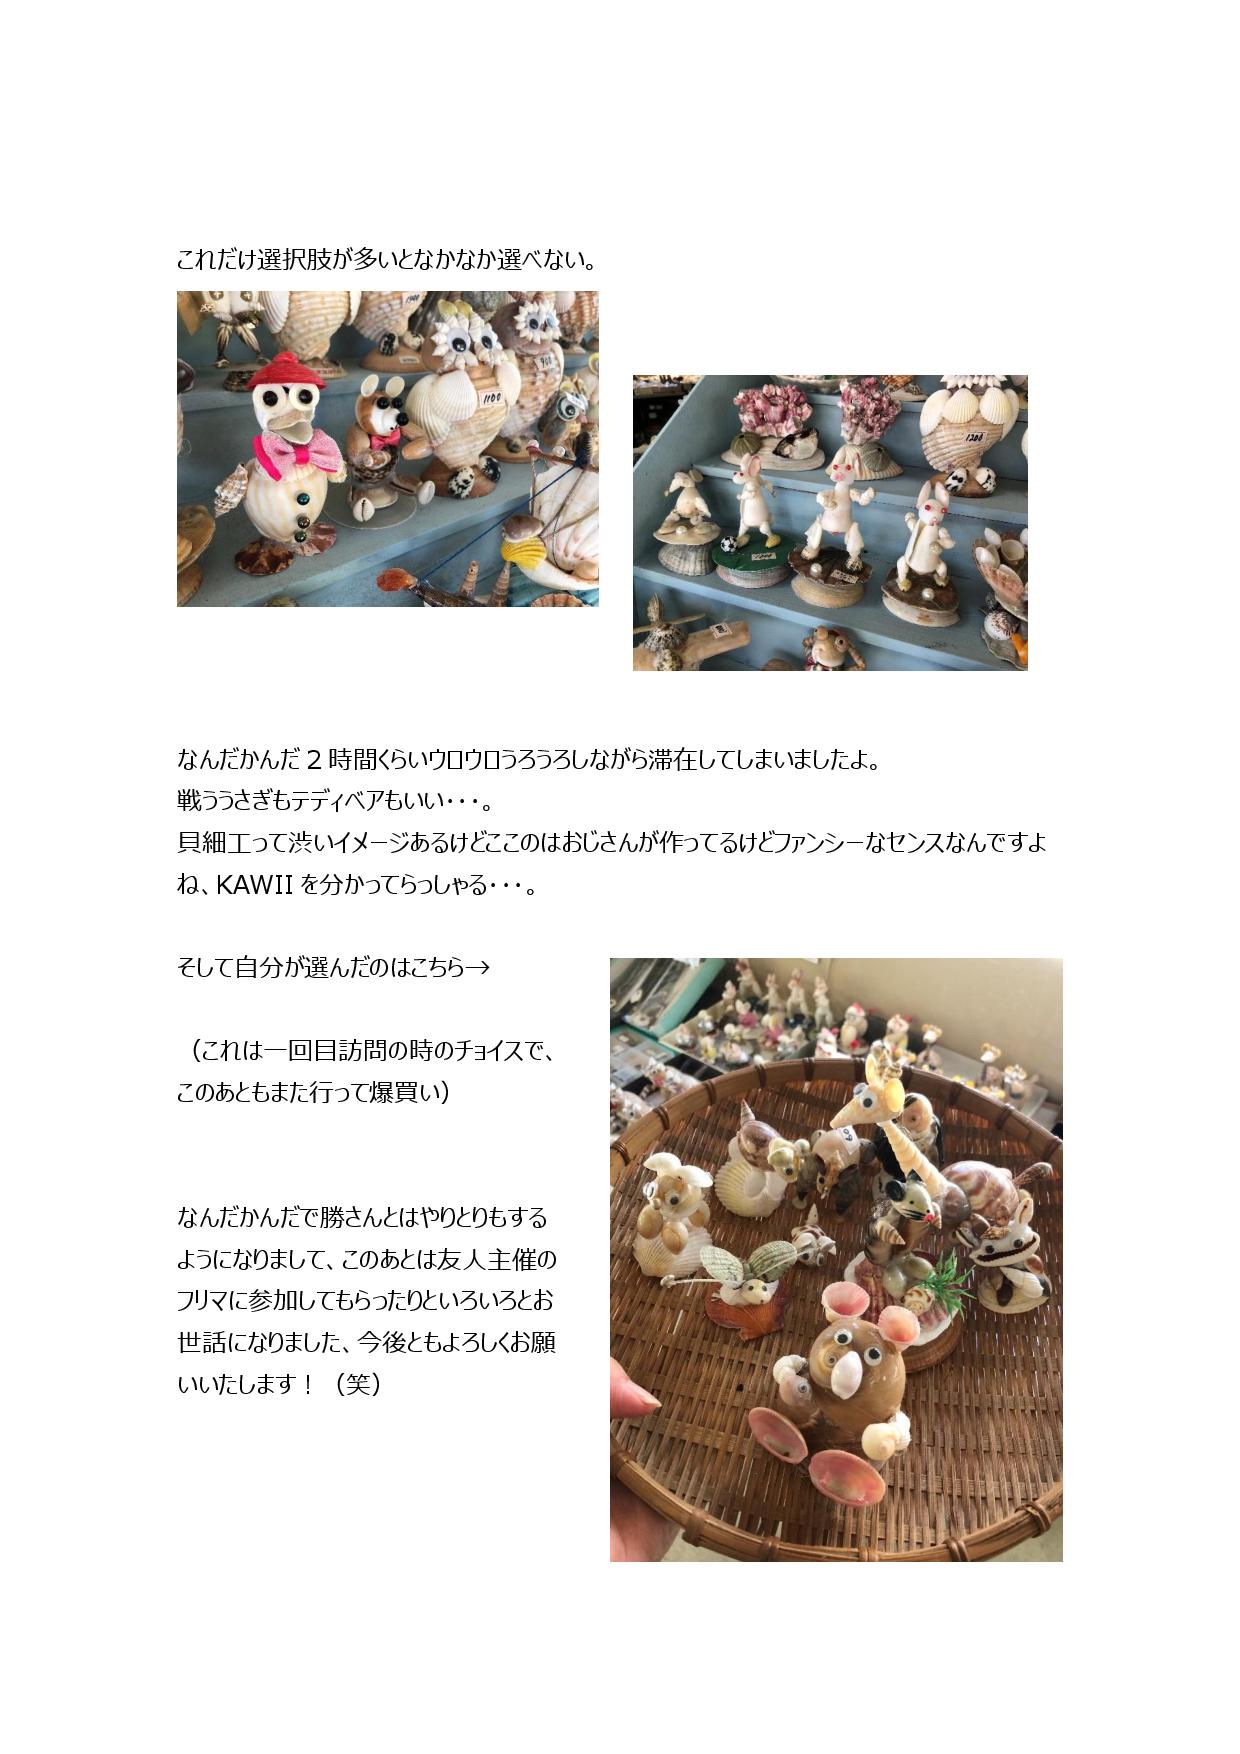 これだけ選択肢が多いとなかなか選べない。
1100
900
1200
なんだかんだ 2 時間くらいウロウロうろうろしながら滞在してしまいましたよ。
戦ううさぎもテディベアもいい・・・。
貝細工って渋いイメージあるけどここのはおじさんが作ってるけどファンシーなセンスなんですよ
ね、KAWII を分かってらっしゃる・・・。
そして自分が選んだのはこちら→
（これは一回目訪問の時のチョイスで、
このあともまた行って爆買い）
なんだかんだで勝さんとはやりとりもする
ようになりまして、このあとは友人主催の
フリマに参加してもらったりといろいろとお
世話になりました、今後ともよろしくお願
いいたします！（笑）